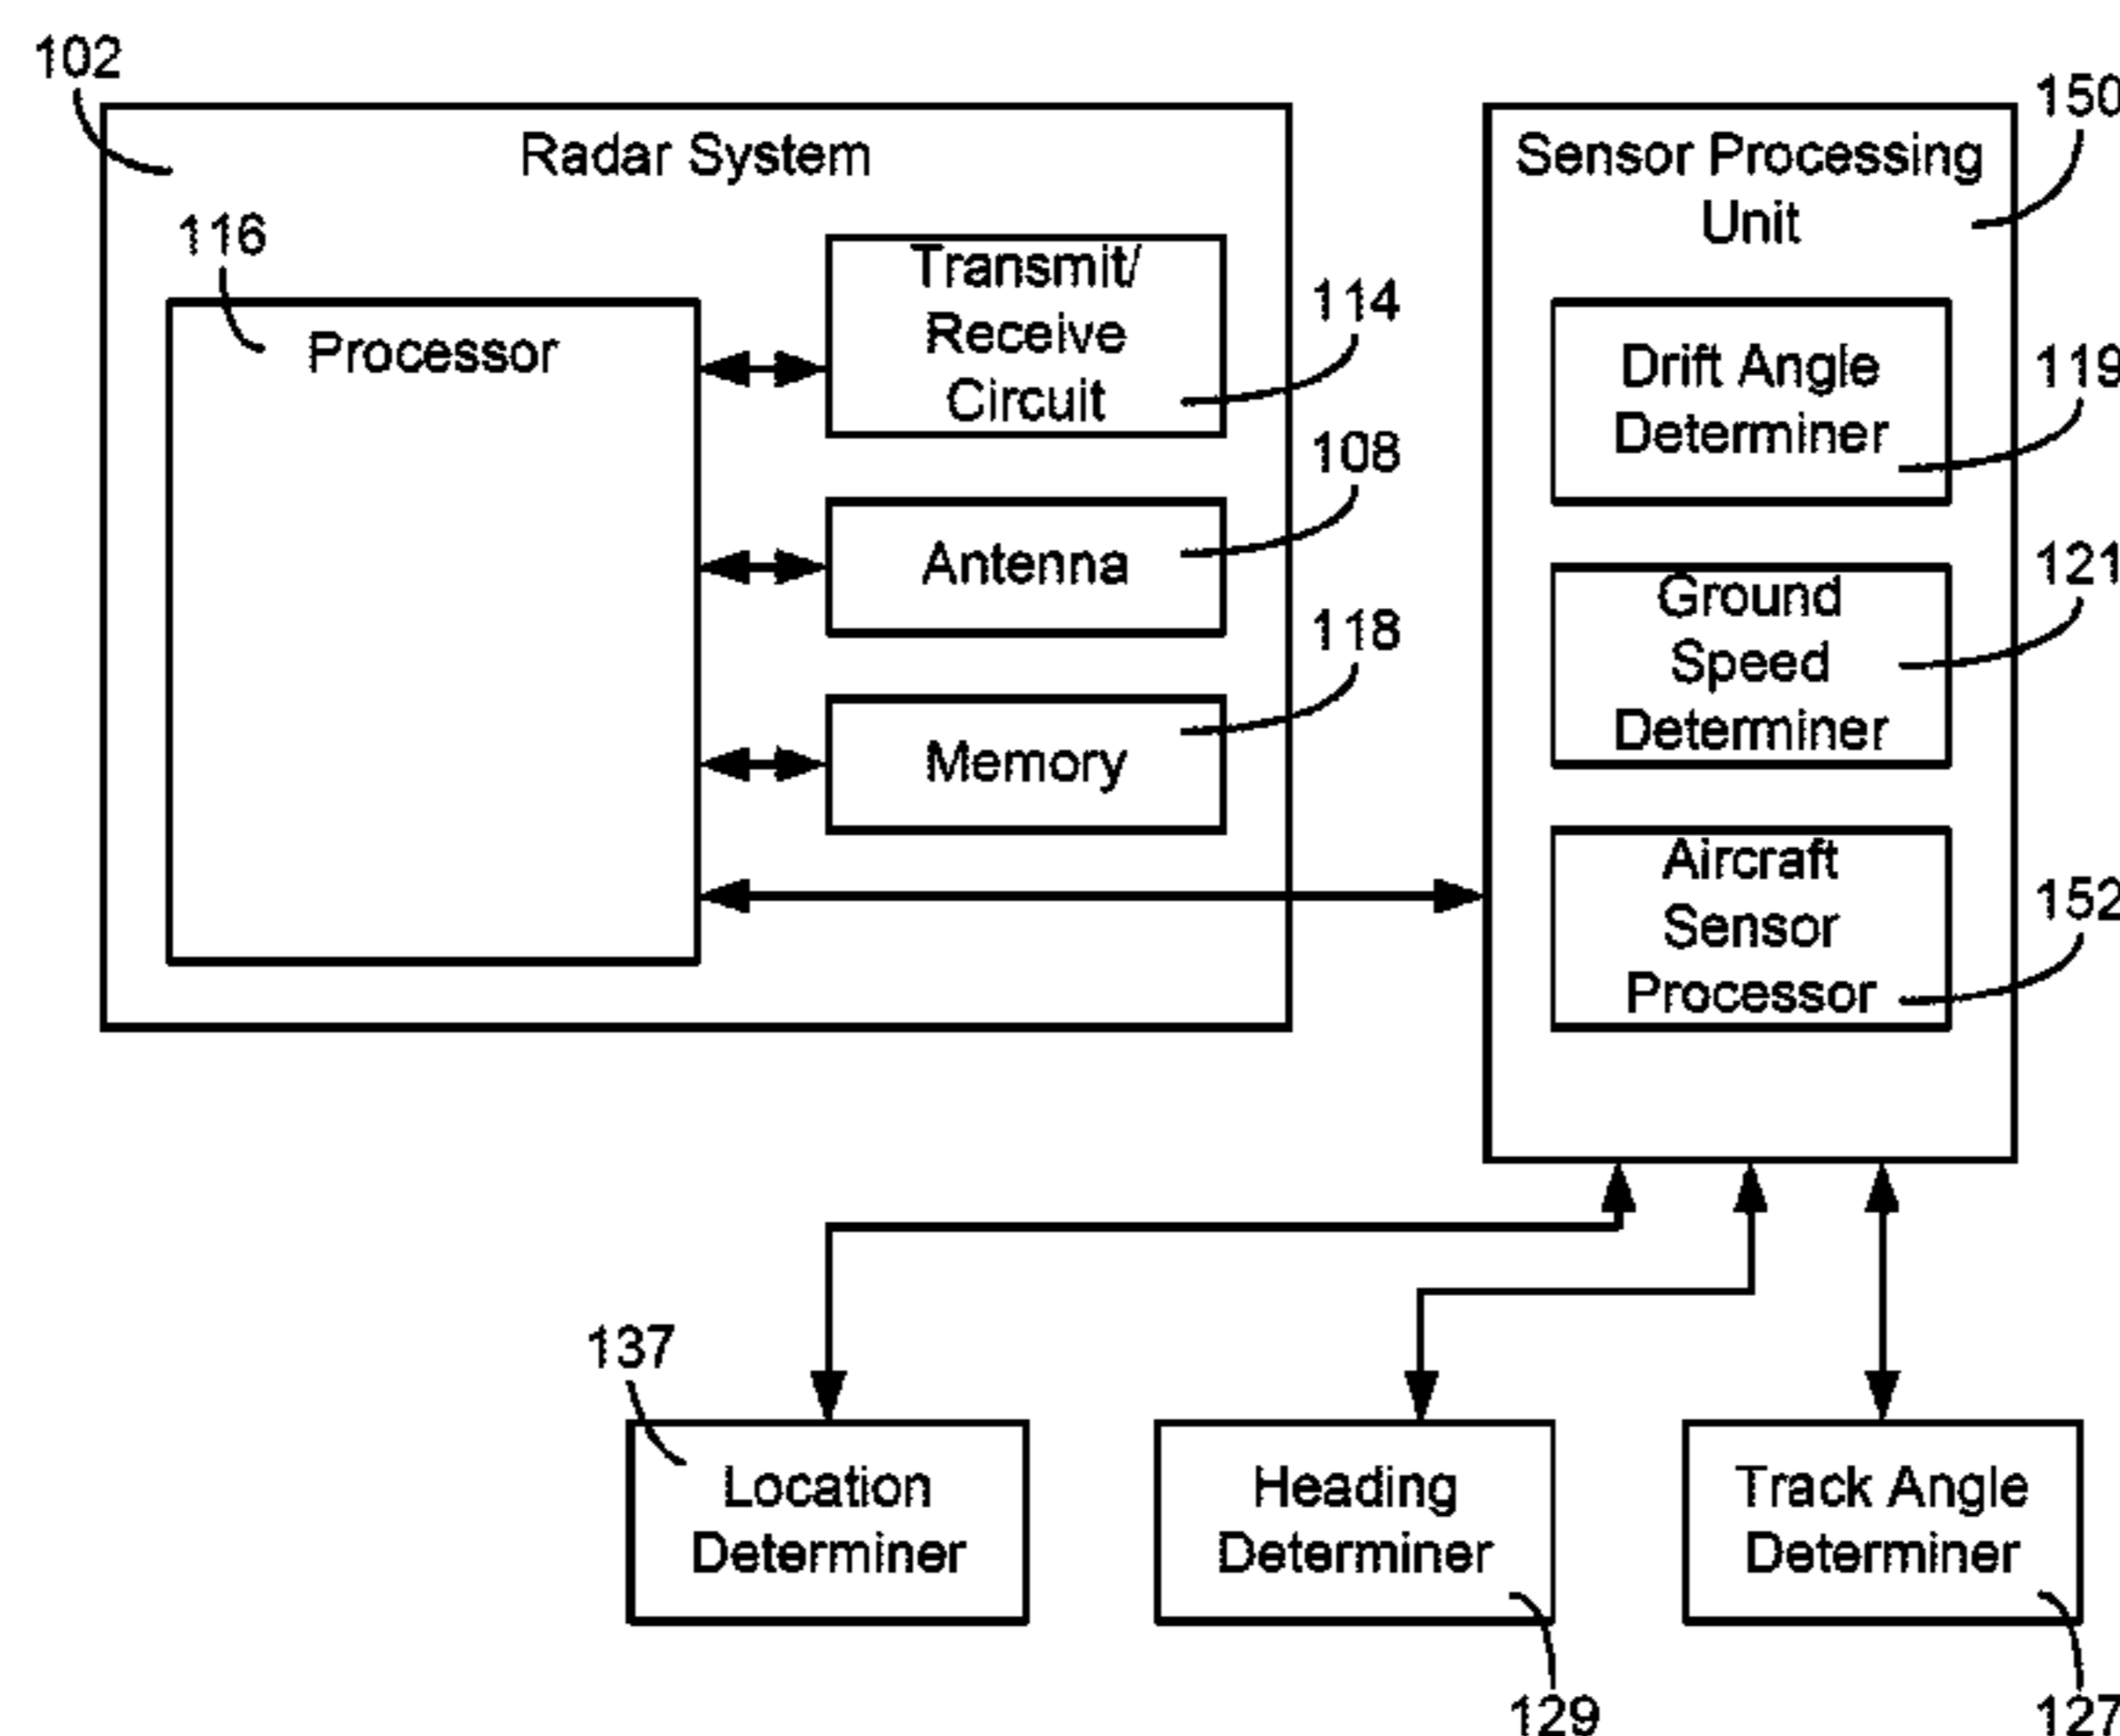 102
Radar System
116
Processor
Transmit/
Receive
Circuit
114
Antenna
108
Memory
118
Sensor Processing
Unit
150
Drift Angle
Determiner
119
Ground
Speed
Determiner
121
Aircraft
Sensor
Processor
152
137
Location
Determiner
Heading
Determiner
129
Track Angle
Determiner
127